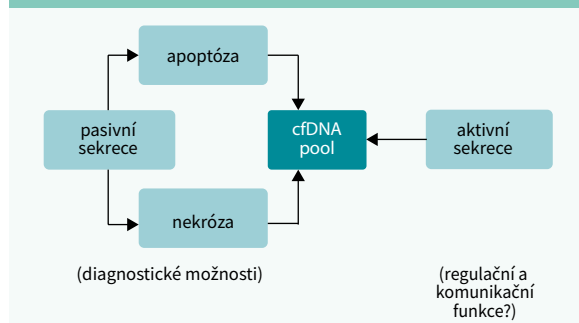 apoptóza
pasivní
sekrece
cfDNA
pool
aktivní
sekrece
nekróza
(diagnostické možnosti)
(regulační a
komunikační
funkce?)